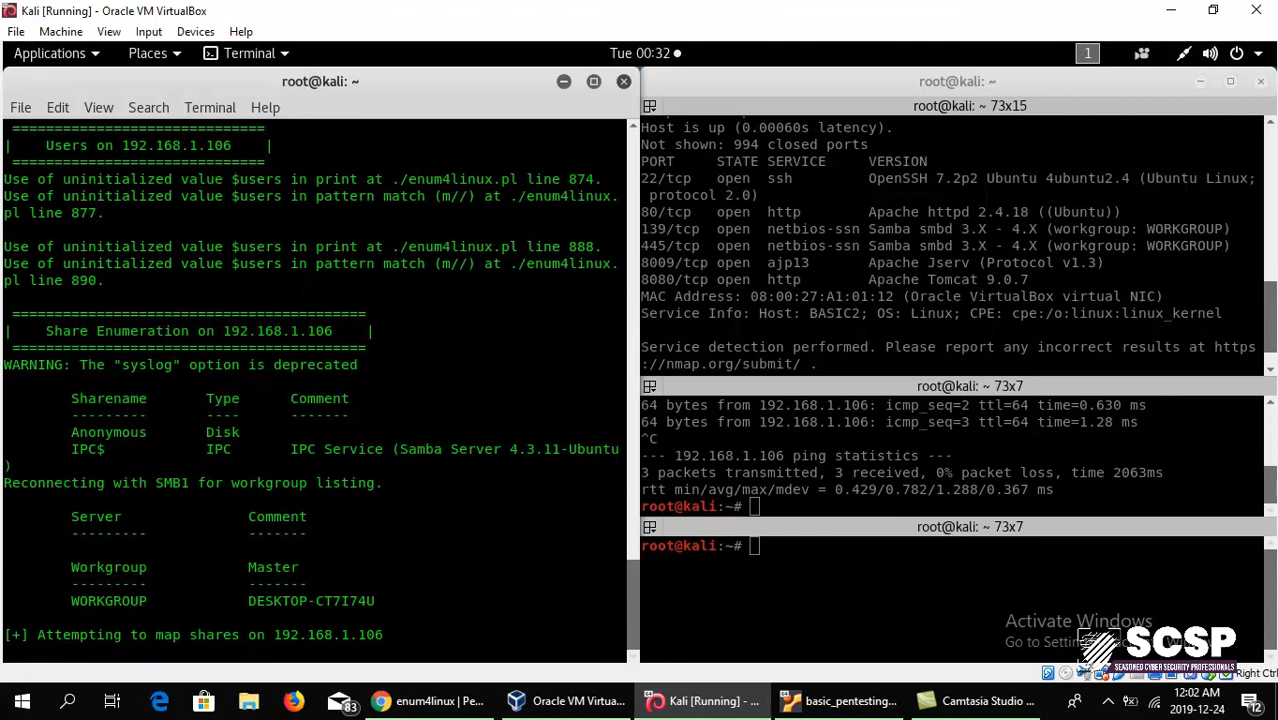 Kali [Running] - Oracle VM VirtualBox
File Machine View Input Devices Help
Applications Places Terminal Tue 00:32 1
root@kali: ~
File Edit View Search Terminal Help
==============================
| Users on 192.168.1.106 |
==============================
Use of uninitialized value $users in print at ./enum4linux.pl line 874.
Use of uninitialized value $users in pattern match (m//) at ./enum4linux.
pl line 877.
Use of uninitialized value $users in print at ./enum4linux.pl line 888.
Use of uninitialized value $users in pattern match (m//) at ./enum4linux.
pl line 890.
==========================================
| Share Enumeration on 192.168.1.106 |
==========================================
WARNING: The "syslog" option is deprecated
Sharename Type Comment
--------- ---- -------
Anonymous Disk
IPC$ IPC IPC Service (Samba Server 4.3.11-Ubuntu
)
Reconnecting with SMB1 for workgroup listing.
Server Comment
--------- -------
Workgroup Master
--------- -------
WORKGROUP DESKTOP-CT7I74U
[+] Attempting to map shares on 192.168.1.106
root@kali: ~
root@kali: ~ 73x15
Host is up (0.00060s latency).
Not shown: 994 closed ports
PORT STATE SERVICE VERSION
22/tcp open ssh OpenSSH 7.2p2 Ubuntu 4ubuntu2.4 (Ubuntu Linux;
protocol 2.0)
80/tcp open http Apache httpd 2.4.18 ((Ubuntu))
139/tcp open netbios-ssn Samba smbd 3.X - 4.X (workgroup: WORKGROUP)
445/tcp open netbios-ssn Samba smbd 3.X - 4.X (workgroup: WORKGROUP)
8009/tcp open ajp13 Apache Jserv (Protocol v1.3)
8080/tcp open http Apache Tomcat 9.0.7
MAC Address: 08:00:27:A1:01:12 (Oracle VirtualBox virtual NIC)
Service Info: Host: BASIC2; OS: Linux; CPE: cpe:/o:linux:linux_kernel
Service detection performed. Please report any incorrect results at https
://nmap.org/submit/ .
root@kali: ~ 73x7
64 bytes from 192.168.1.106: icmp_seq=2 ttl=64 time=0.630 ms
64 bytes from 192.168.1.106: icmp_seq=3 ttl=64 time=1.28 ms
^C
--- 192.168.1.106 ping statistics ---
3 packets transmitted, 3 received, 0% packet loss, time 2063ms
rtt min/avg/max/mdev = 0.429/0.782/1.288/0.367 ms
root@kali:~#
root@kali: ~ 73x7
root@kali:~#
Activate Windows
Go to
SCSP
SEASONED CYBER SECURITY PROFESSIONALS
Right Ctrl
83 enum4linux | Pe... Oracle VM Virtua... Kali [Running] - ... basic_pentesting... Camtasia Studio ... 12:02 AM
2019-12-24 12